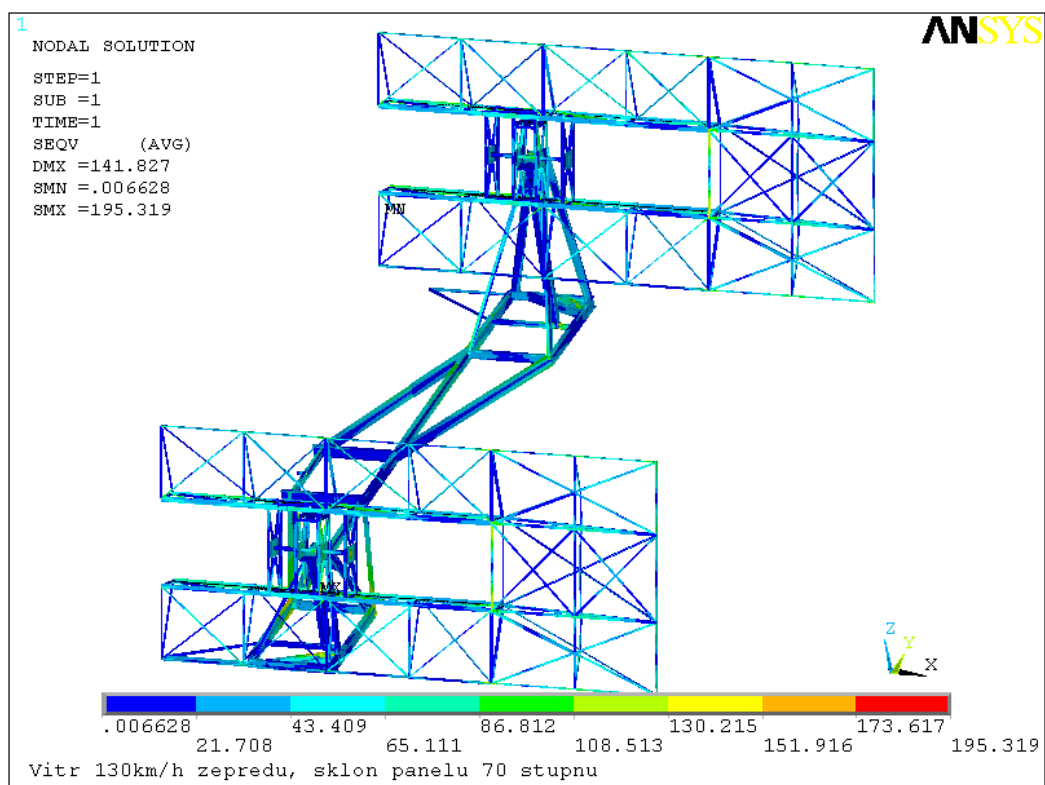 1
ANSYS
NODAL SOLUTION
STEP=1
SUB =1
TIME=1
SEQV (AVG)
DMX =141.827
SMN =.006628
SMX =195.319
MN
MX
Z
Y
X
.006628 43.409 86.812 130.215 173.617
21.708 65.111 108.513 151.916 195.319
Vitr 130km/h zepredu, sklon panelu 70 stupnu